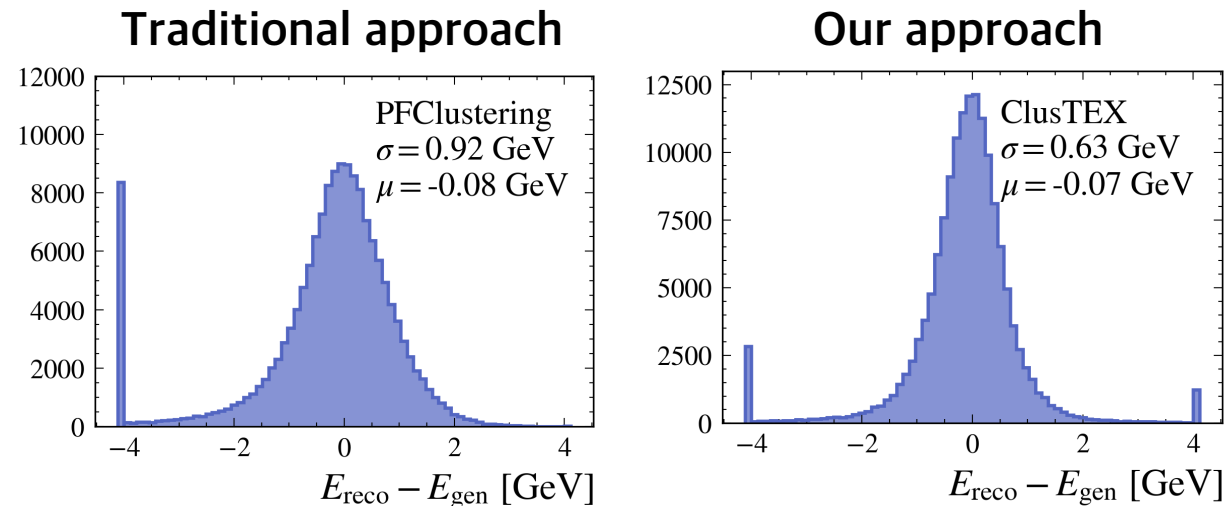 Traditional approach
12000
10000
8000
6000
4000
2000
0
−4 −2 0 2 4
PFClustering
σ = 0.92 GeV
μ = -0.08 GeV
E_reco − E_gen [GeV]
Our approach
12500
10000
7500
5000
2500
0
−4 −2 0 2 4
ClusTEX
σ = 0.63 GeV
μ = -0.07 GeV
E_reco − E_gen [GeV]